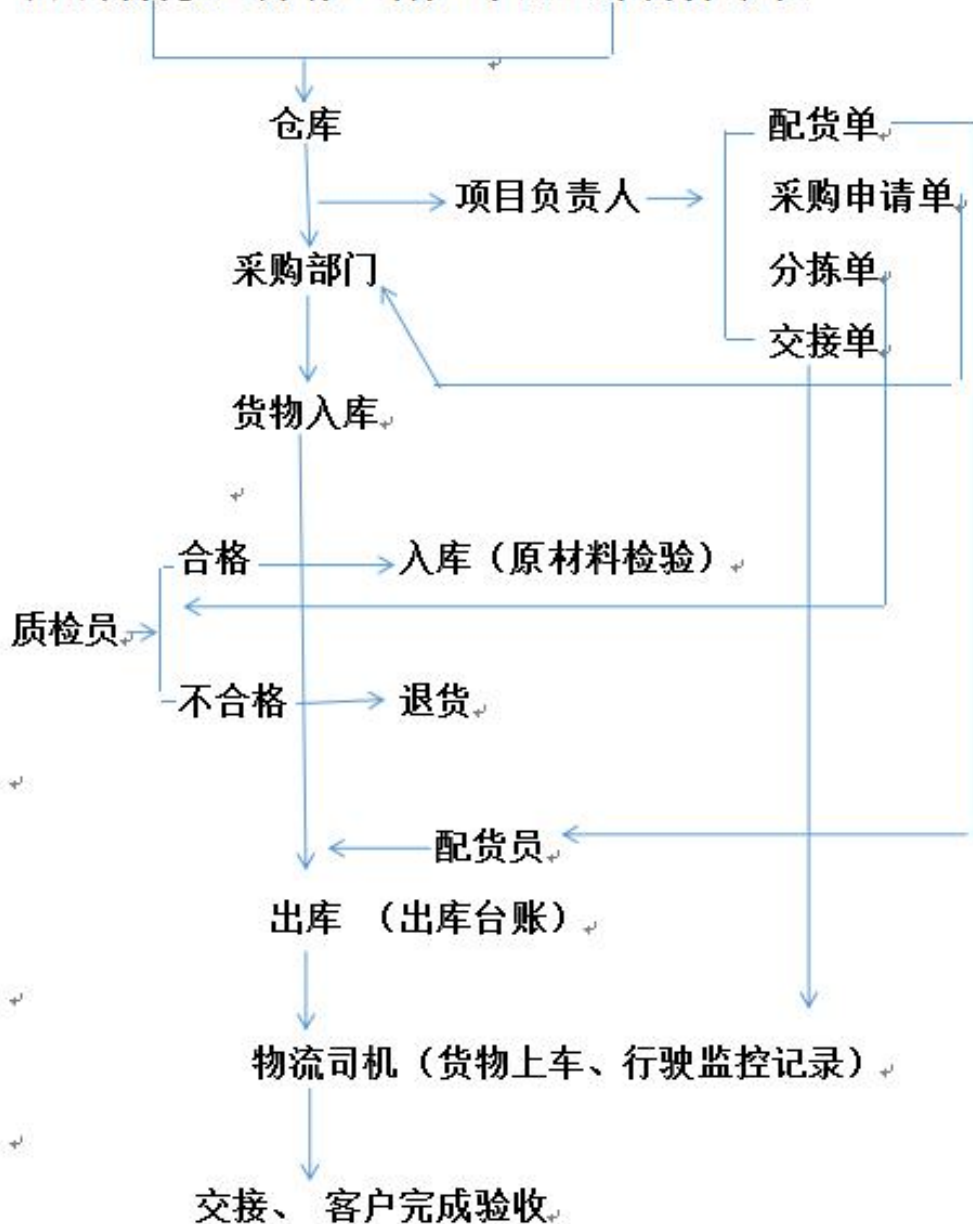 仓库
配货单
项目负责人
采购申请单
采购部门
分拣单
交接单
货物入库
合格
入库（原材料检验）
质检员
不合格
退货
配货员
出库 （出库台账）
物流司机（货物上车、行驶监控记录）
交接、 客户完成验收